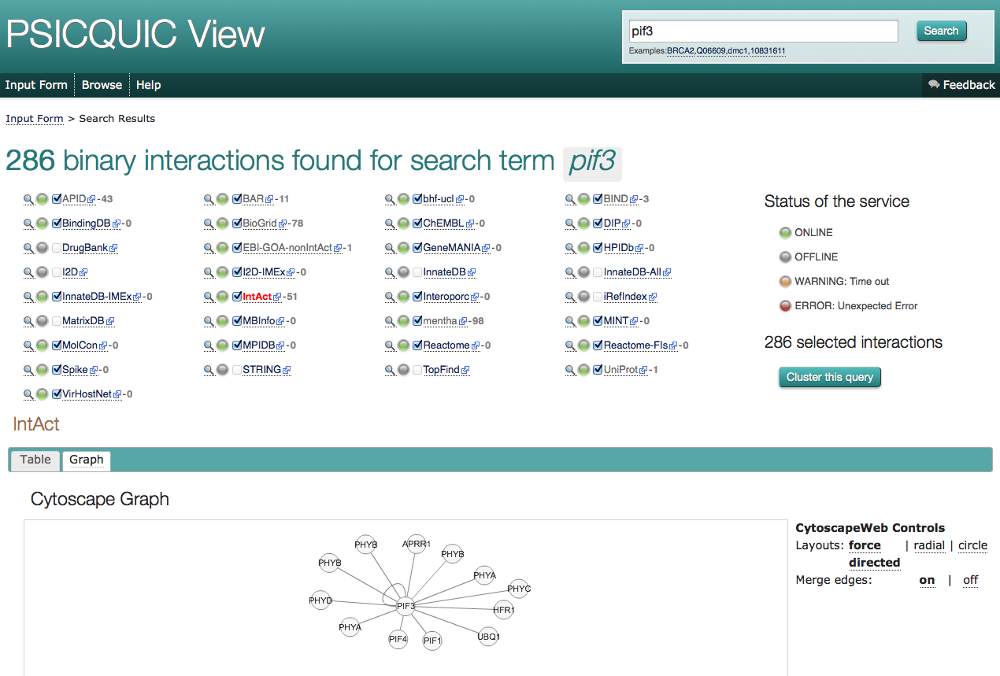 PSICQUIC View
pif3
Search
Examples:BRCA2,Q06609,dmc1,10831611
Input Form Browse Help
Feedback
Input Form > Search Results
286 binary interactions found for search term pif3
APID-43 BAR-11 bhf-ucl-0 BIND-3
BindingDB-0 BioGrid-78 ChEMBL-0 DIP-0
DrugBank EBI-GOA-nonIntAct-1 GeneMANIA-0 HPIDb-0
I2D I2D-IMEx-0 InnateDB InnateDB-All
InnateDB-IMEx-0 IntAct-51 Interoporc-0 iRefIndex
MatrixDB MBInfo-0 mentha-98 MINT-0
MolCon-0 MPIDB-0 Reactome-0 Reactome-FIs-0
Spike-0 STRING TopFind UniProt-1
VirHostNet-0
Status of the service
ONLINE
OFFLINE
WARNING: Time out
ERROR: Unexpected Error
286 selected interactions
Cluster this query
IntAct
Table Graph
Cytoscape Graph
PHYB APRR1
PHYB
PHYB
PHYA
PHYC
PHYD
PIF3
HFR1
PHYA
PIF4 PIF1 UBQ1
CytoscapeWeb Controls
Layouts: force | radial | circle
directed
Merge edges: on | off